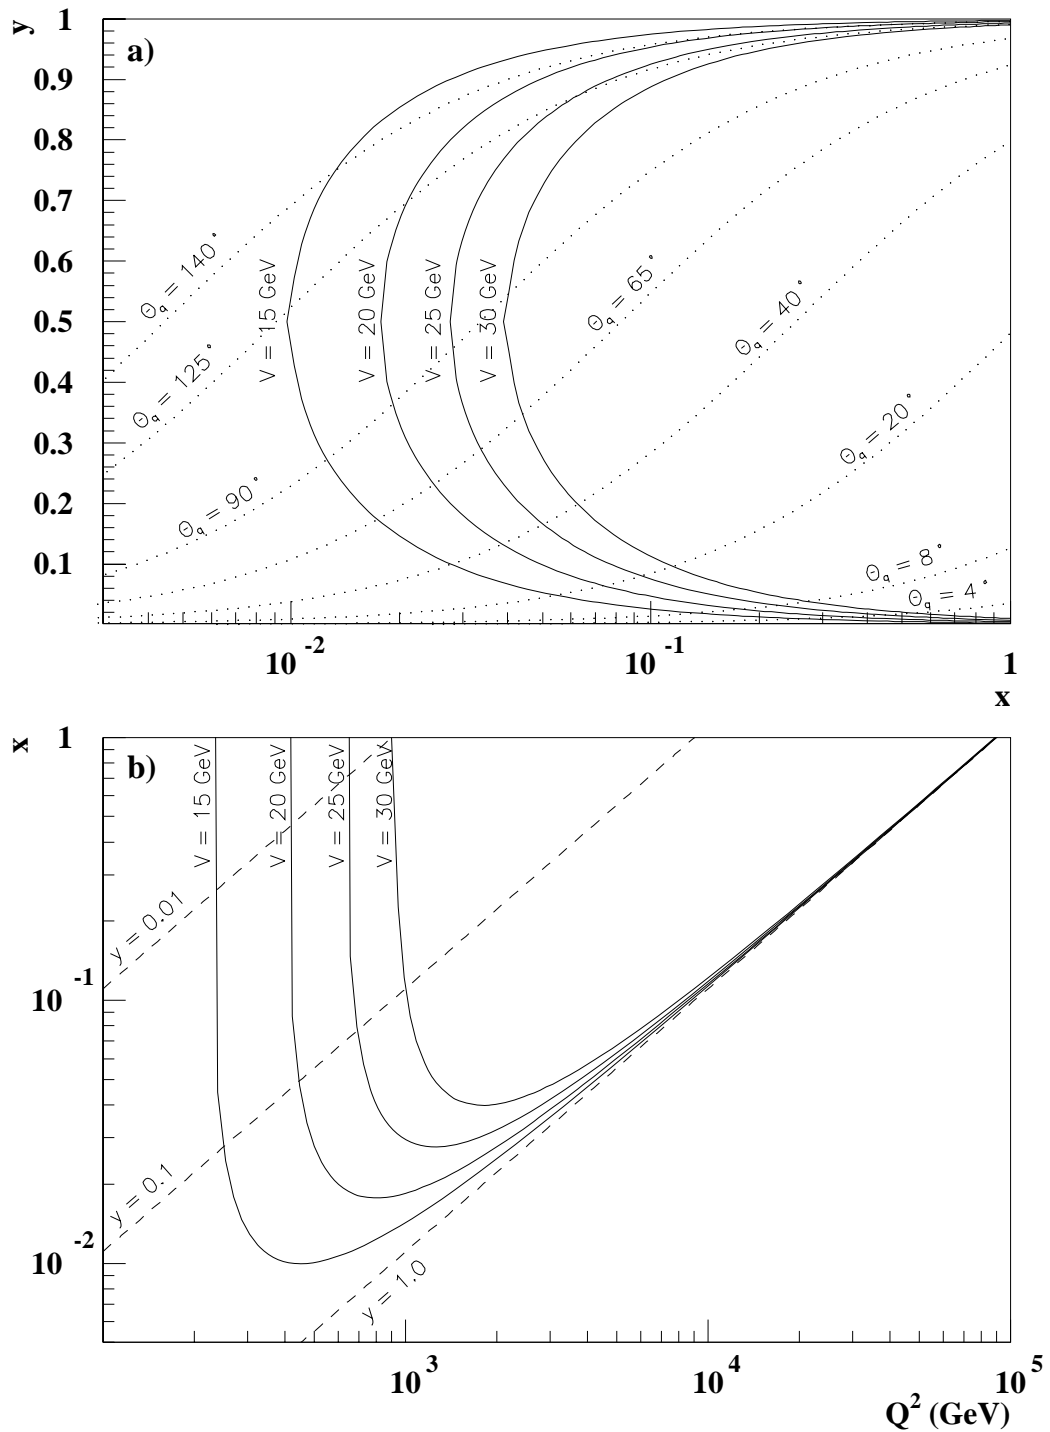 y
1
a)
0.9
0.8
0.7
0.6
0.5
0.4
0.3
0.2
0.1
Θq = 140°
Θq = 125°
Θq = 90°
V = 15 GeV
V = 20 GeV
V = 25 GeV
V = 30 GeV
Θq = 65°
Θq = 40°
Θq = 20°
Θq = 8°
Θq = 4°
10 -2
10 -1
1
x
x
1
b)
10 -1
10 -2
V = 15 GeV
V = 20 GeV
V = 25 GeV
V = 30 GeV
y = 0.01
y = 0.1
y = 1.0
10 3
10 4
10 5
Q2 (GeV)